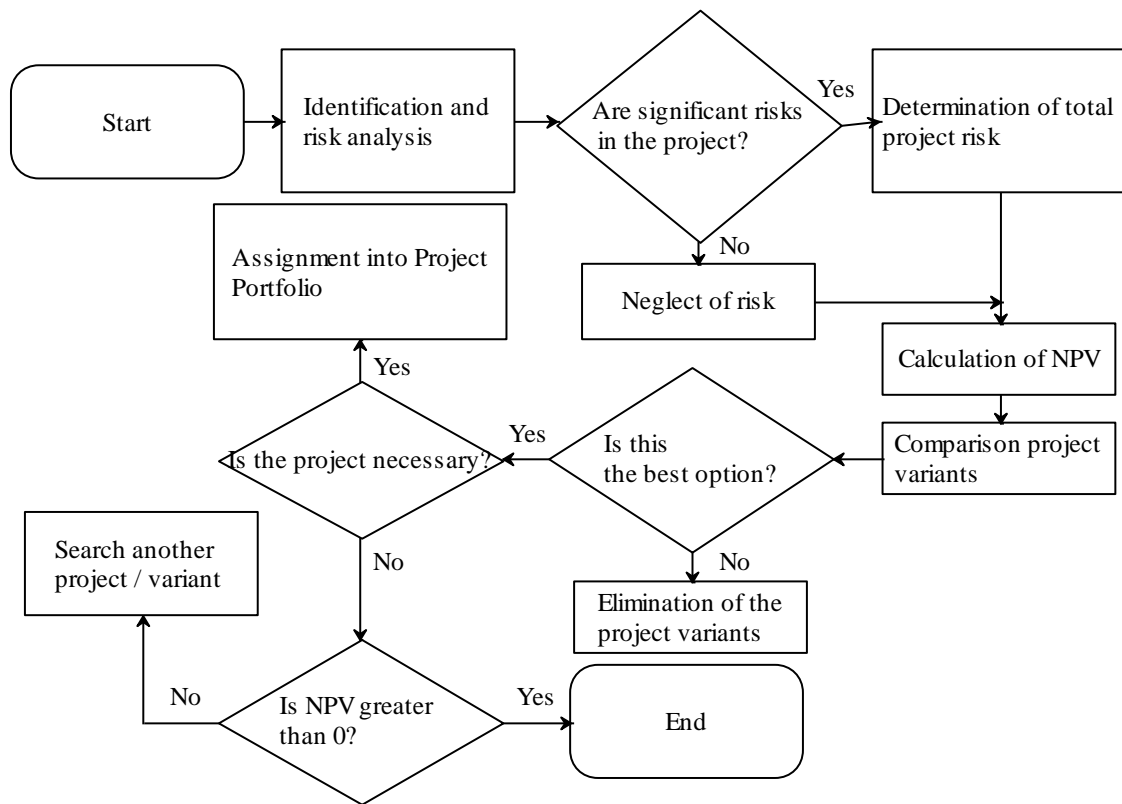 Start
Identification and
risk analysis
Are significant risks
in the project?
Yes
Determination of total
project risk
No
Neglect of risk
Assignment into Project
Portfolio
Calculation of NPV
Yes
Comparison project
variants
Is this
the best option?
Yes
Is the project necessary?
No
Elimination of the
project variants
No
Search another
project / variant
No
Is NPV greater
than 0?
Yes
End